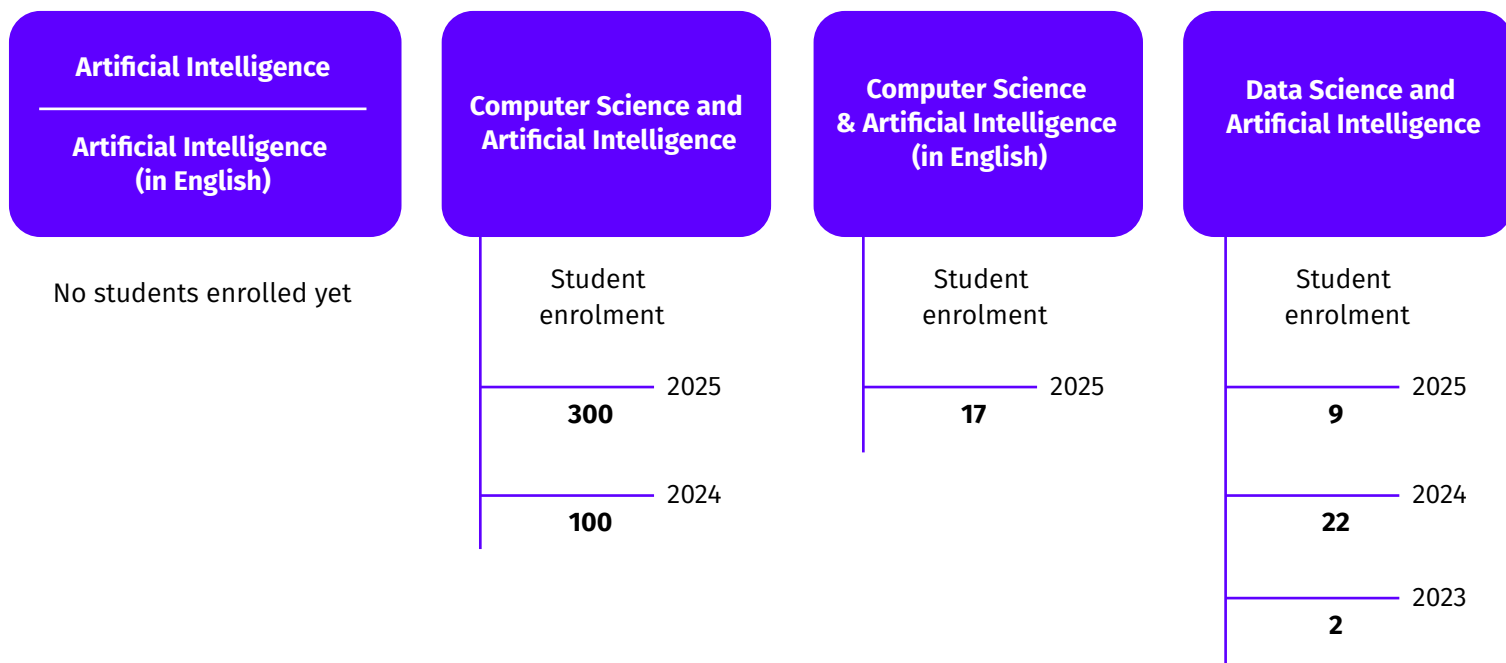 Artificial Intelligence
Artificial Intelligence
(in English)
No students enrolled yet
Computer Science and
Artificial Intelligence
Student
enrolment
2025
300
2024
100
Computer Science
& Artificial Intelligence
(in English)
Student
enrolment
2025
17
Data Science and
Artificial Intelligence
Student
enrolment
2025
9
2024
22
2023
2